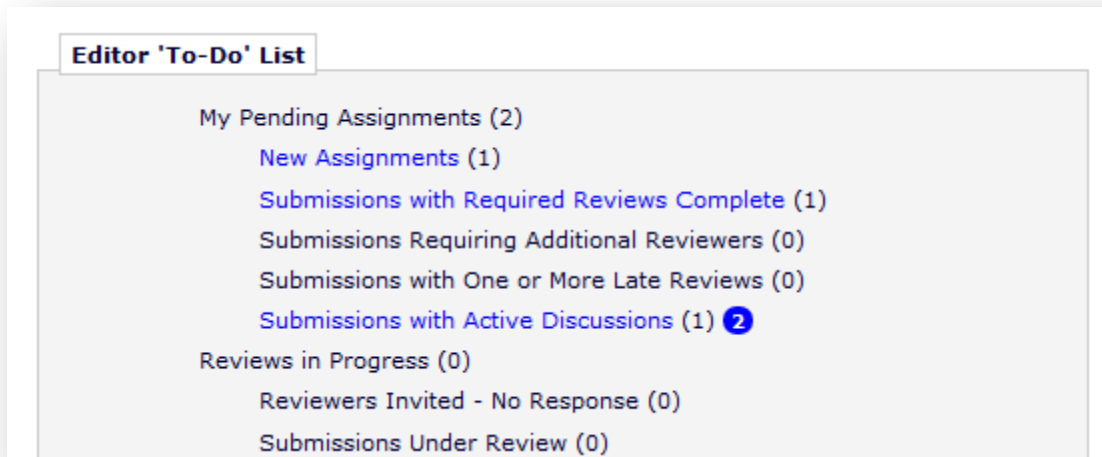 Editor 'To-Do' List
My Pending Assignments (2)
New Assignments (1)
Submissions with Required Reviews Complete (1)
Submissions Requiring Additional Reviewers (0)
Submissions with One or More Late Reviews (0)
Submissions with Active Discussions (1) 2
Reviews in Progress (0)
Reviewers Invited - No Response (0)
Submissions Under Review (0)